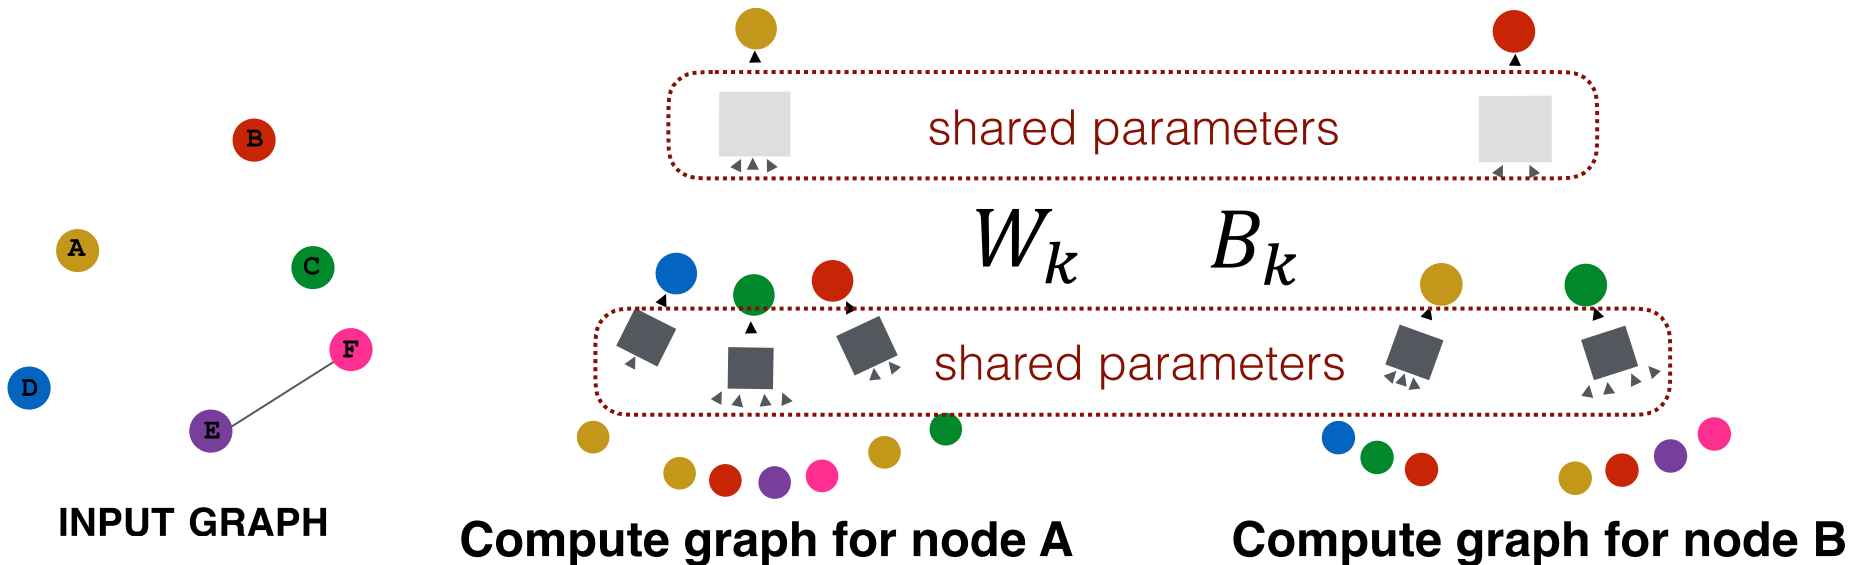 B
A
C
F
D
E
INPUT GRAPH
shared parameters
W_k B_k
shared parameters
Compute graph for node A
Compute graph for node B